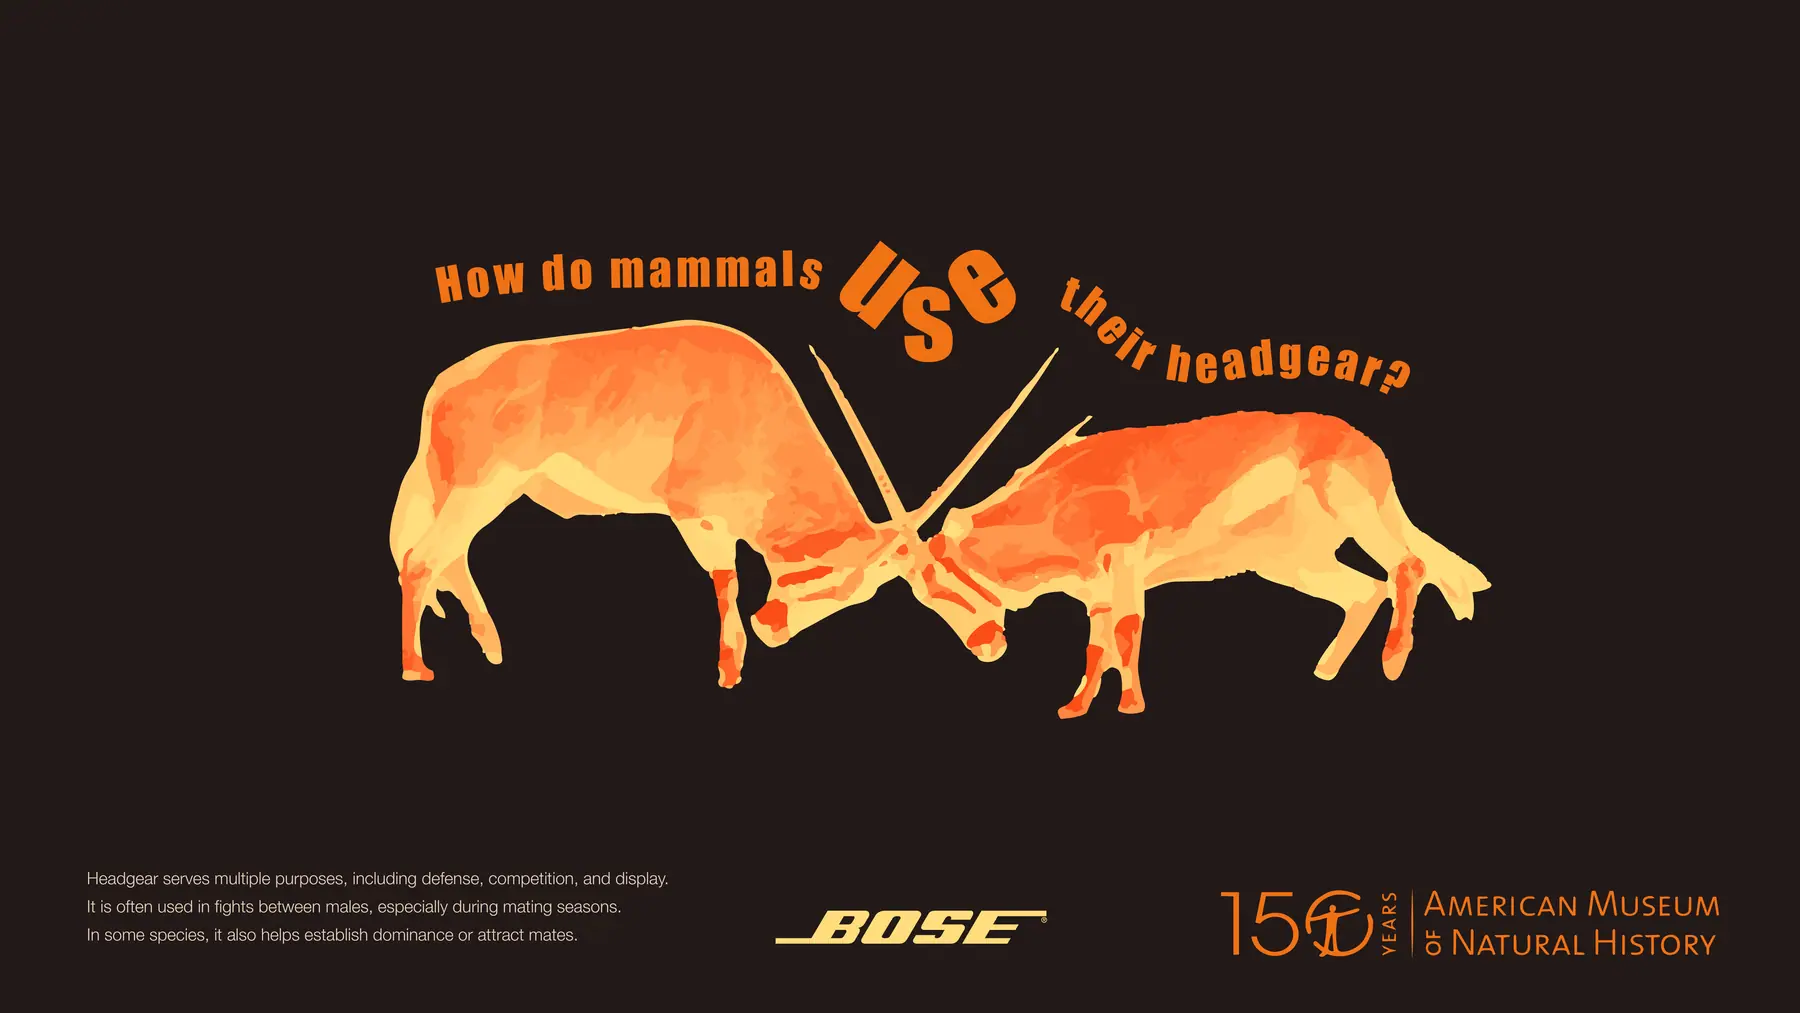 How do mammals use their headgear?
Headgear serves multiple purposes, including defense, competition, and display.
It is often used in fights between males, especially during mating seasons.
In some species, it also helps establish dominance or attract mates.
BOSE®
150 YEARS
AMERICAN MUSEUM
OF NATURAL HISTORY